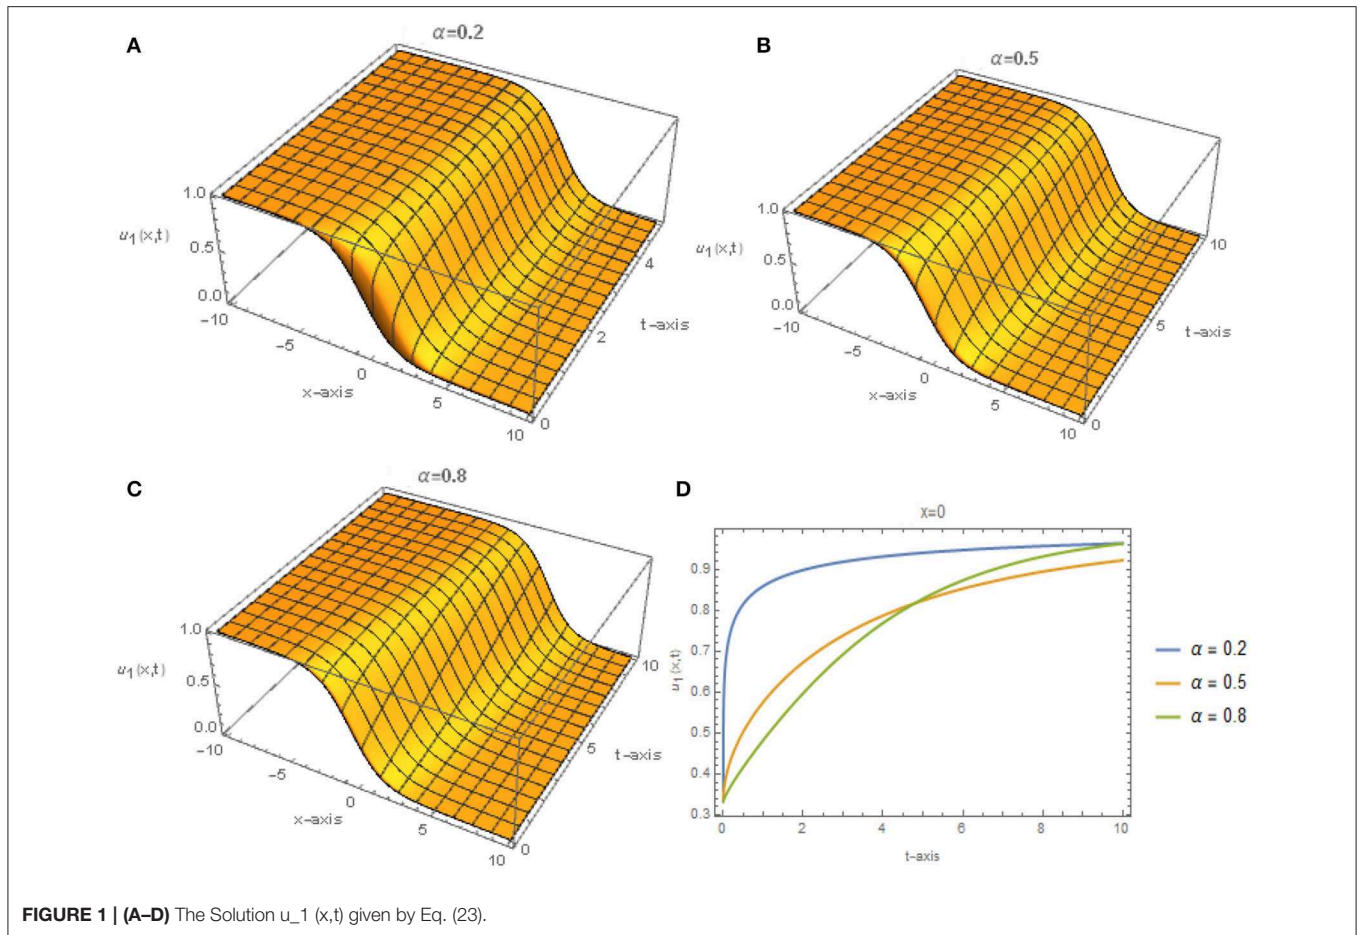 A
α=0.2
1.0
u1(x,t)
0.5
0.0
-10
-5
0
x-axis
5
10
0
2
t-axis
4
B
α=0.5
1.0
u1(x,t)
0.5
0.0
-10
-5
0
x-axis
5
10
0
5
t-axis
10
C
α=0.8
1.0
u1(x,t)
0.5
0.0
-10
-5
0
x-axis
5
10
0
5
t-axis
10
D
x=0
0.9
0.8
0.7
u1(x,t)
0.6
0.5
0.4
0.3
0 2 4 6 8 10
t-axis
α = 0.2
α = 0.5
α = 0.8
FIGURE 1 | (A–D) The Solution u_1 (x,t) given by Eq. (23).